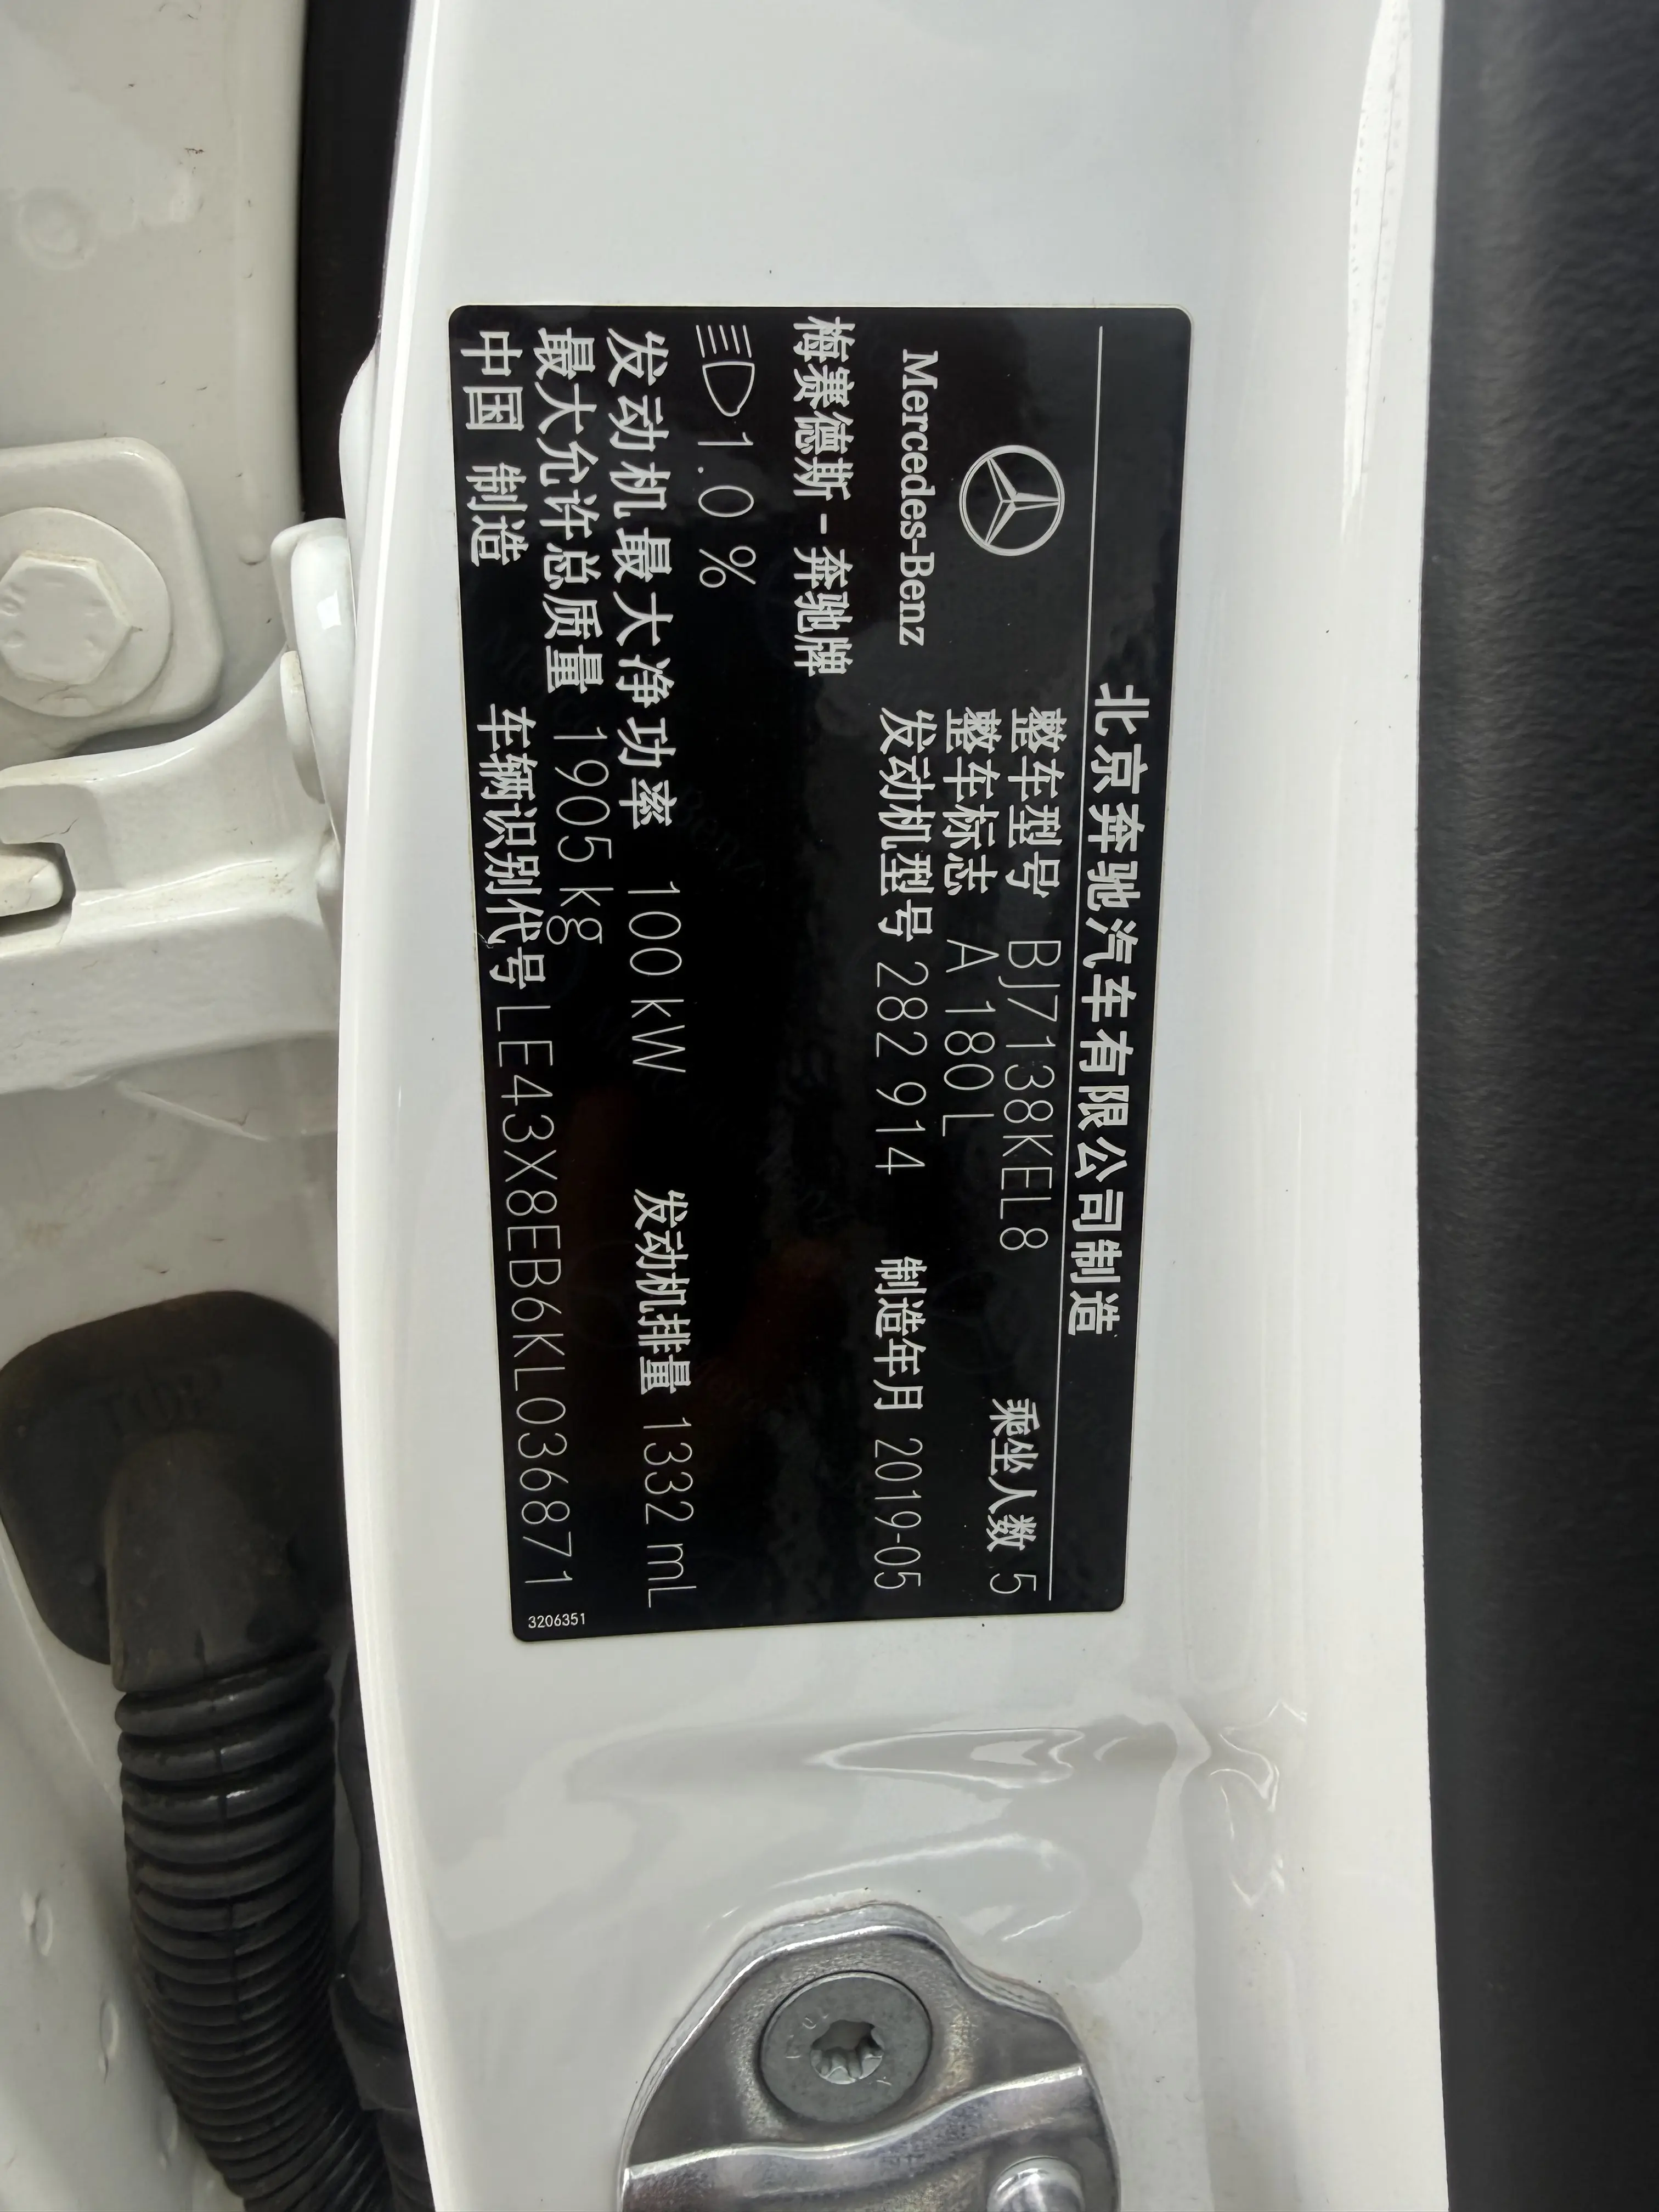 北京奔驰汽车有限公司制造
Mercedes-Benz
梅赛德斯-奔驰牌
整车型号 BJ7138KEL8 乘坐人数 5
整车标志 A 180 L
发动机型号 282 914 制造年月 2019-05
1.0 %
发动机最大净功率 100 kW 发动机排量 1332 mL
最大允许总质量 1905 kg
中国 制造 车辆识别代号 LE43X8EB6KL036871
3206351